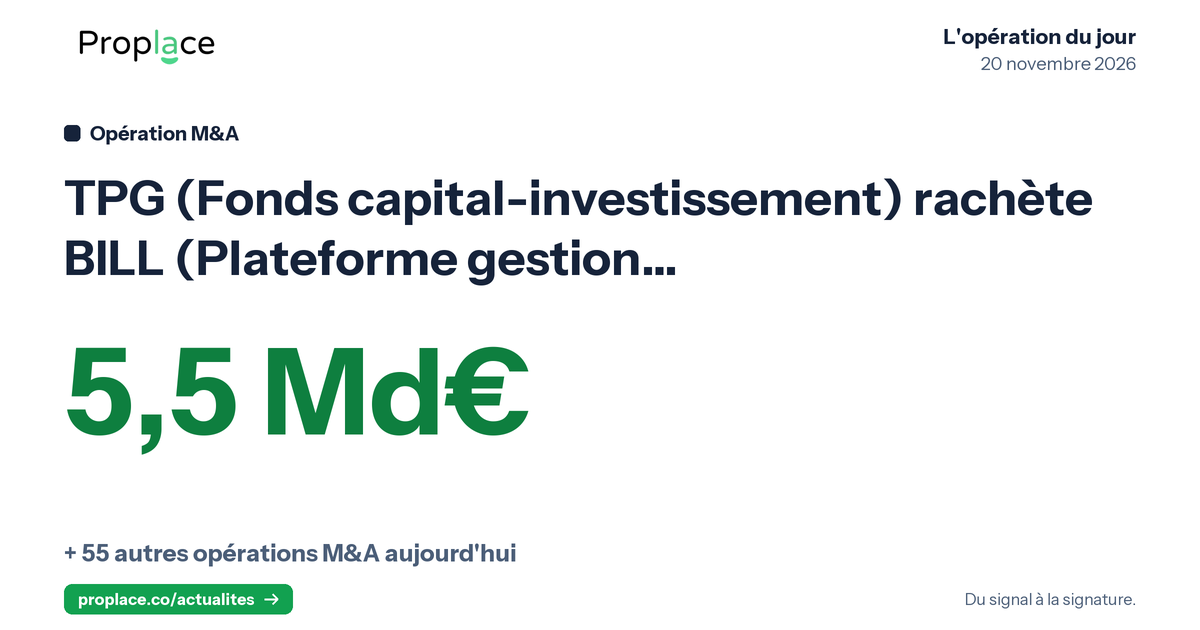 Proplace
L'opération du jour
20 novembre 2026
Opération M&A
TPG (Fonds capital-investissement) rachète
BILL (Plateforme gestion...
5,5 Md€
+ 55 autres opérations M&A aujourd'hui
proplace.co/actualites →
Du signal à la signature.